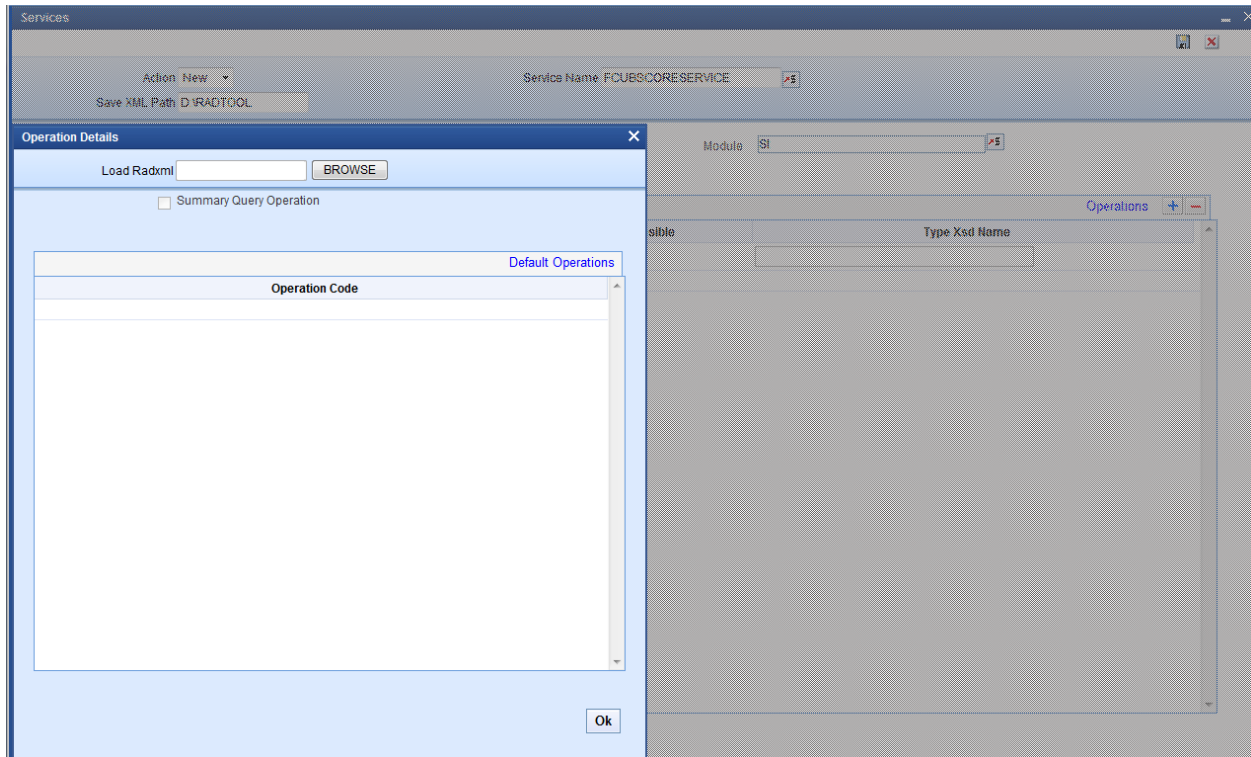 Services
Action New
Service Name FCUBSCORESERVICE
Save XML Path D:\RADTOOL
Operation Details
Module SI
Load Radxml BROWSE
Summary Query Operation
Operations
sible Type Xsd Name
Default Operations
Operation Code
Ok